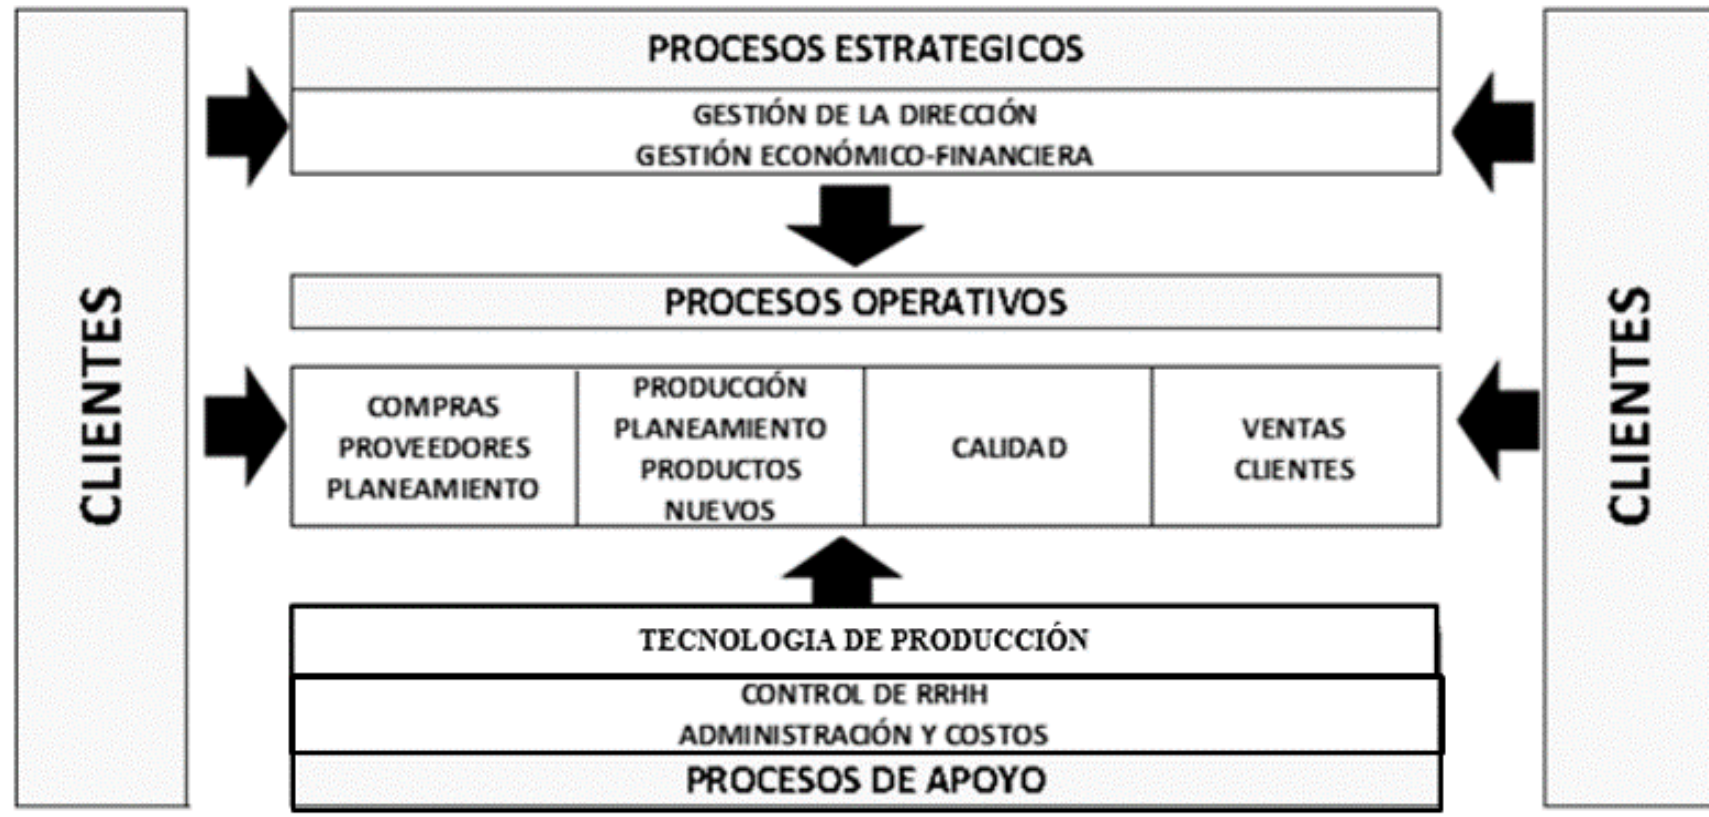 CLIENTES
PROCESOS ESTRATEGICOS
GESTIÓN DE LA DIRECCIÓN
GESTIÓN ECONÓMICO-FINANCIERA
PROCESOS OPERATIVOS
COMPRAS
PROVEEDORES
PLANEAMIENTO
PRODUCCIÓN
PLANEAMIENTO
PRODUCTOS
NUEVOS
CALIDAD
VENTAS
CLIENTES
TECNOLOGIA DE PRODUCCIÓN
CONTROL DE RRHH
ADMINISTRACIÓN Y COSTOS
PROCESOS DE APOYO
CLIENTES